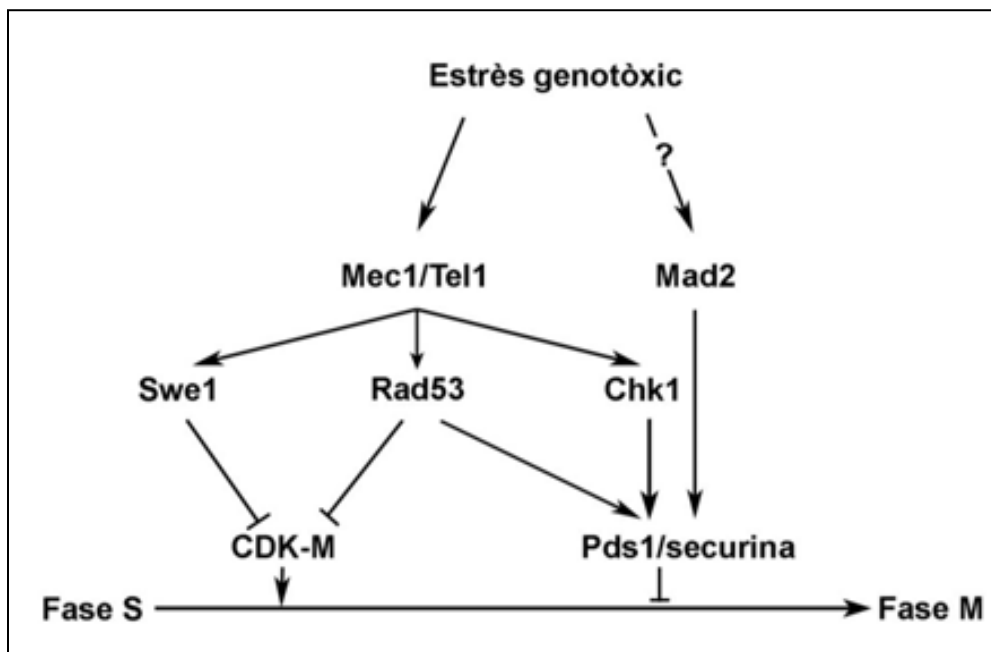 Estrès genotòxic
?
Mec1/Tel1 Mad2
Swe1 Rad53 Chk1
CDK-M Pds1/securina
Fase S Fase M